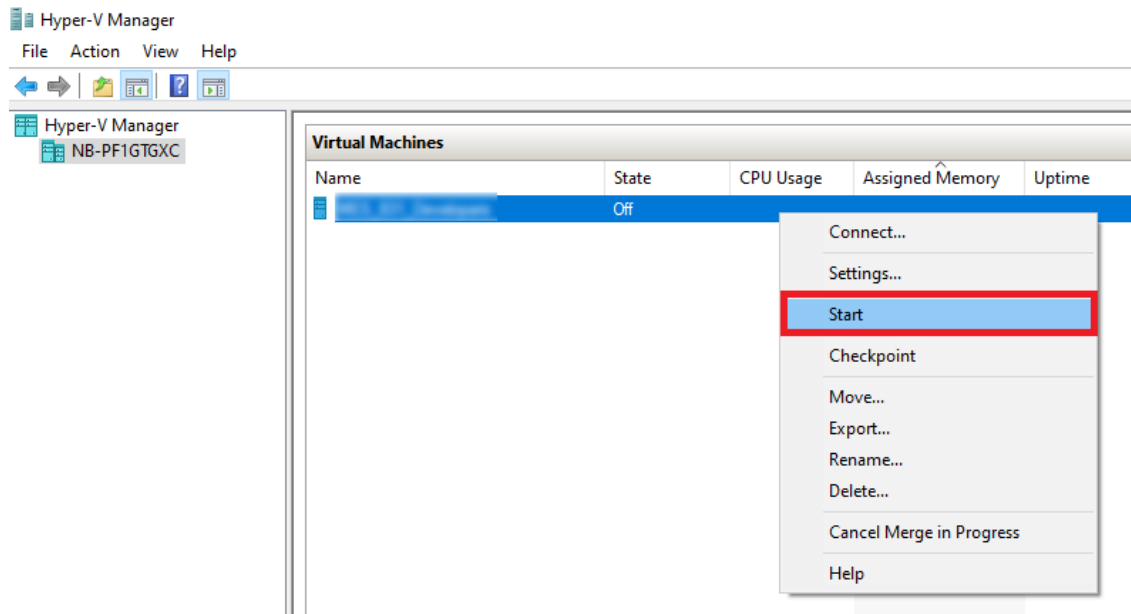 Hyper-V Manager
File Action View Help
Hyper-V Manager
NB-PF1GTGXC
Virtual Machines
Name State CPU Usage Assigned Memory Uptime
Off
Connect...
Settings...
Start
Checkpoint
Move...
Export...
Rename...
Delete...
Cancel Merge in Progress
Help